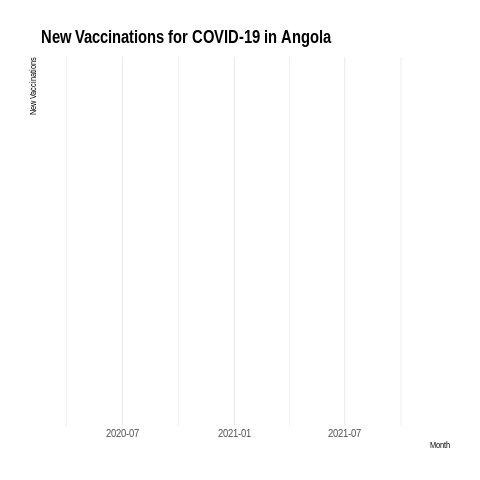 New Vaccinations for COVID-19 in Angola
New Vaccinations
2020-07
2021-01
2021-07
Month